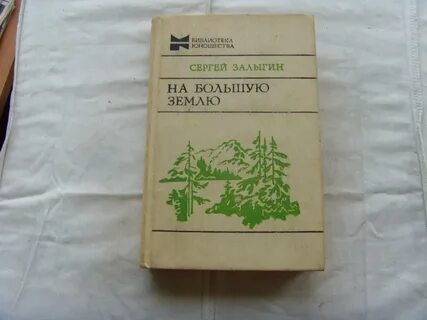 БИБЛИОТЕКА
ЮНОШЕСТВА
СЕРГЕЙ ЗАЛЫГИН
НА БОЛЬШУЮ
ЗЕМЛЮ